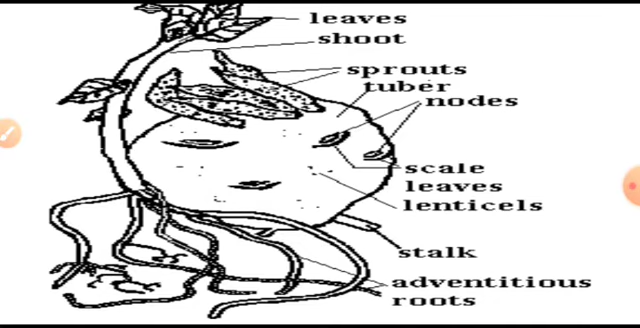 leaves
shoot
sprouts
tuber
nodes
scale
leaves
lenticels
stalk
adventitious
roots